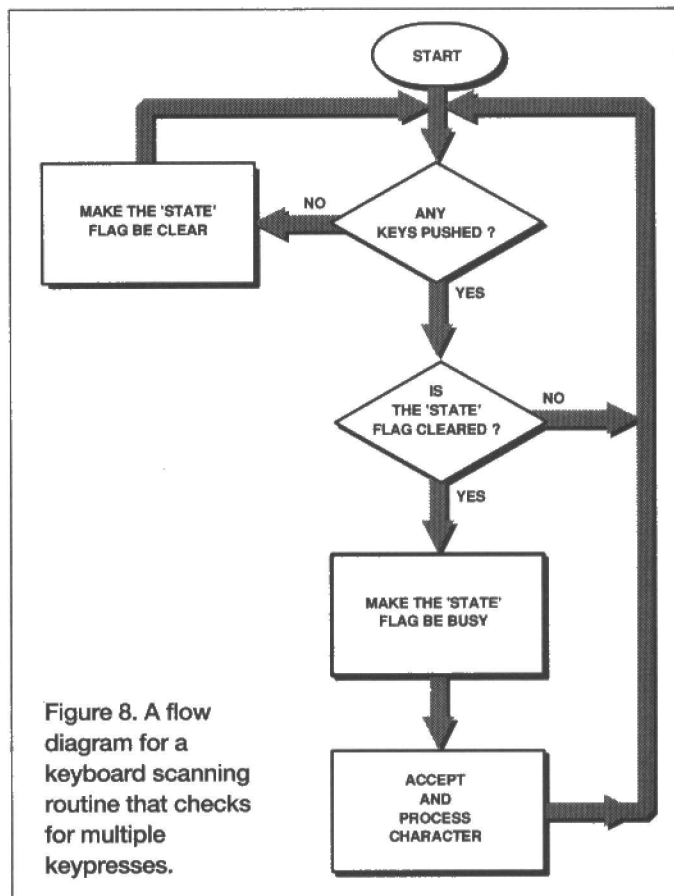 START
MAKE THE 'STATE'
FLAG BE CLEAR
NO
ANY
KEYS PUSHED ?
YES
IS
THE 'STATE'
FLAG CLEARED ?
NO
YES
MAKE THE 'STATE'
FLAG BE BUSY
ACCEPT
AND
PROCESS
CHARACTER
Figure 8. A flow
diagram for a
keyboard scanning
routine that checks
for multiple
keypresses.